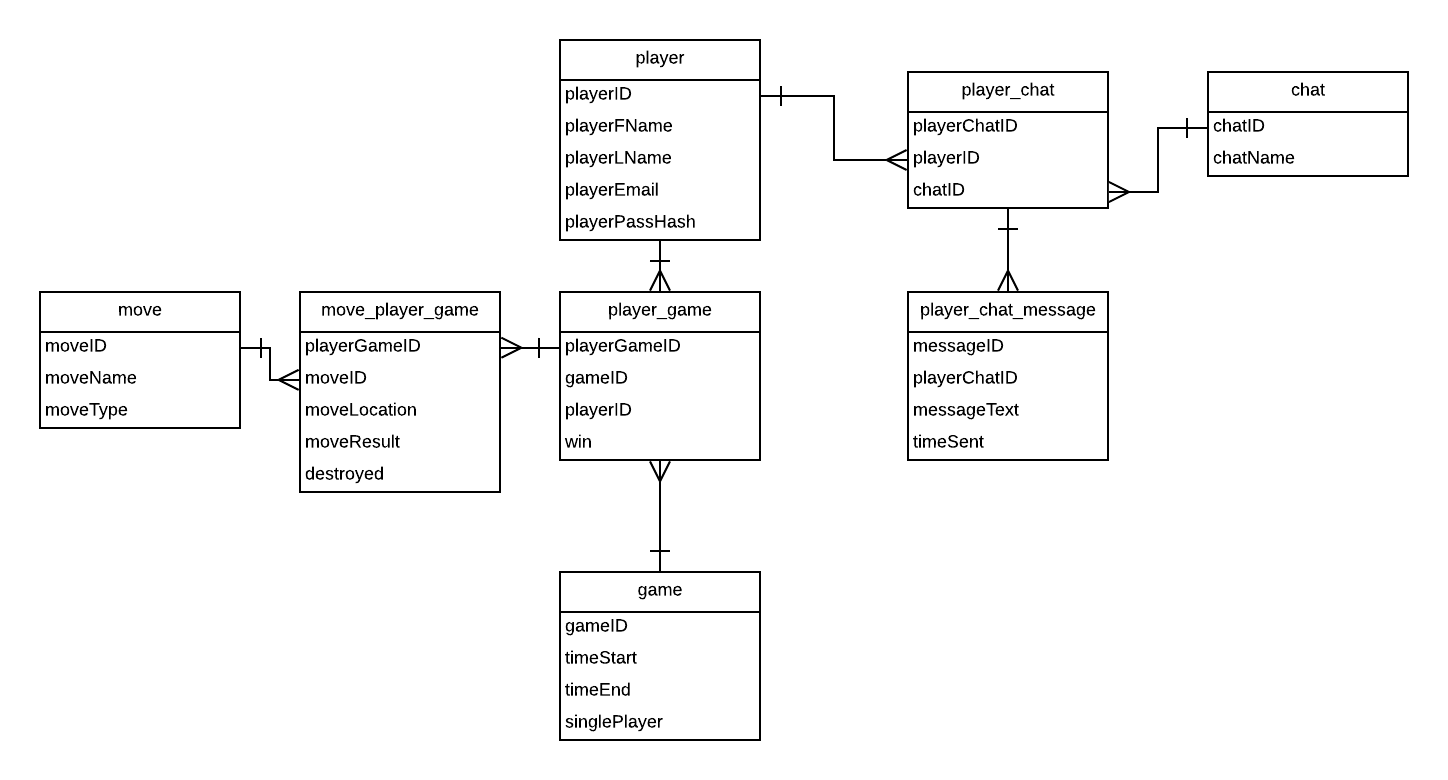 player
playerID
playerFName
playerLName
playerEmail
playerPassHash
player_chat
playerChatID
playerID
chatID
chat
chatID
chatName
move
moveID
moveName
moveType
move_player_game
playerGameID
moveID
moveLocation
moveResult
destroyed
player_game
playerGameID
gameID
playerID
win
player_chat_message
messageID
playerChatID
messageText
timeSent
game
gameID
timeStart
timeEnd
singlePlayer